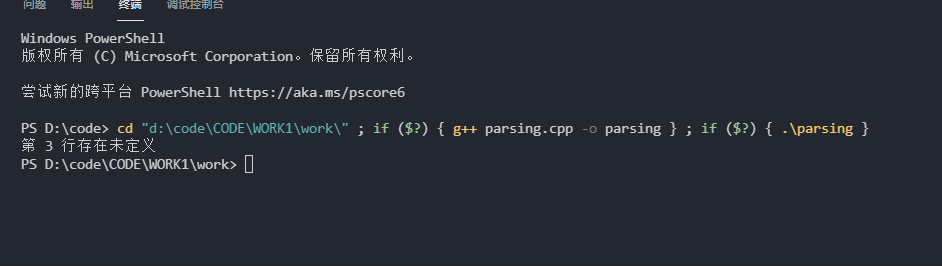 问题 输出 终端 调试控制台
Windows PowerShell
版权所有 (C) Microsoft Corporation。保留所有权利。
尝试新的跨平台 PowerShell https://aka.ms/pscore6
PS D:\code> cd "d:\code\CODE\WORK1\work\" ; if ($?) { g++ parsing.cpp -o parsing } ; if ($?) { .\parsing }
第 3 行存在未定义
PS D:\code\CODE\WORK1\work>